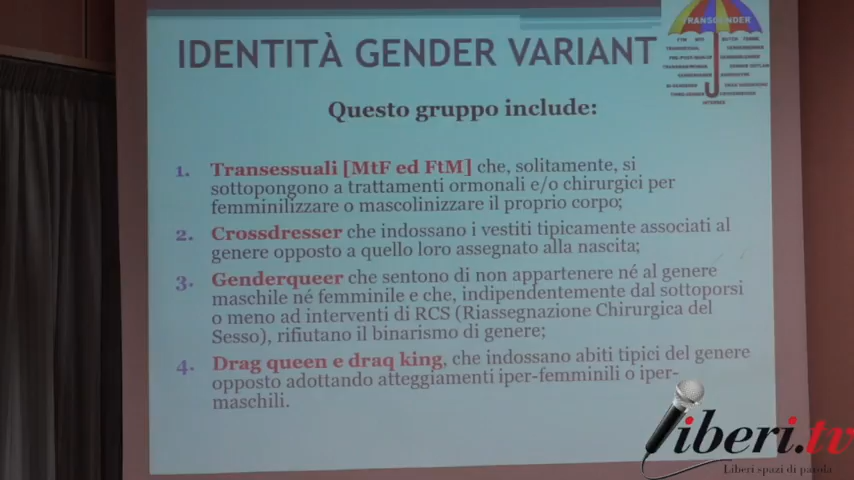 IDENTITÀ GENDER VARIANT
TRANSGENDER
Questo gruppo include:
1. Transessuali [MtF ed FtM] che, solitamente, si
sottopongono a trattamenti ormonali e/o chirurgici per
femminilizzare o mascolinizzare il proprio corpo;
2. Crossdresser che indossano i vestiti tipicamente associati al
genere opposto a quello loro assegnato alla nascita;
3. Genderqueer che sentono di non appartenere né al genere
maschile né femminile e che, indipendentemente dal sottoporsi
o meno ad interventi di RCS (Riassegnazione Chirurgica del
Sesso), rifiutano il binarismo di genere;
4. Drag queen e draq king, che indossano abiti tipici del genere
opposto adottando atteggiamenti iper-femminili o iper-
maschili.
liberi.tv
Liberi spazi di parola